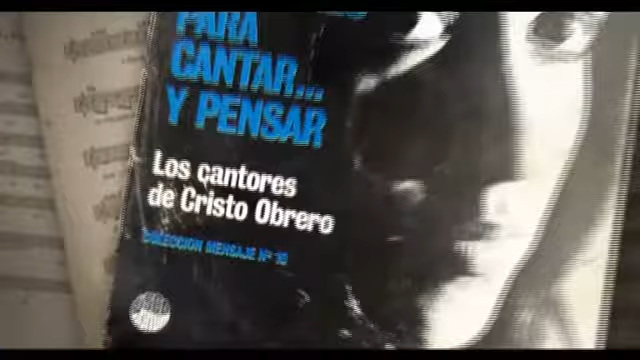 PARA
CANTAR...
Y PENSAR
Los cantores
de Cristo Obrero
COLECCION MENSAJE Nº 10